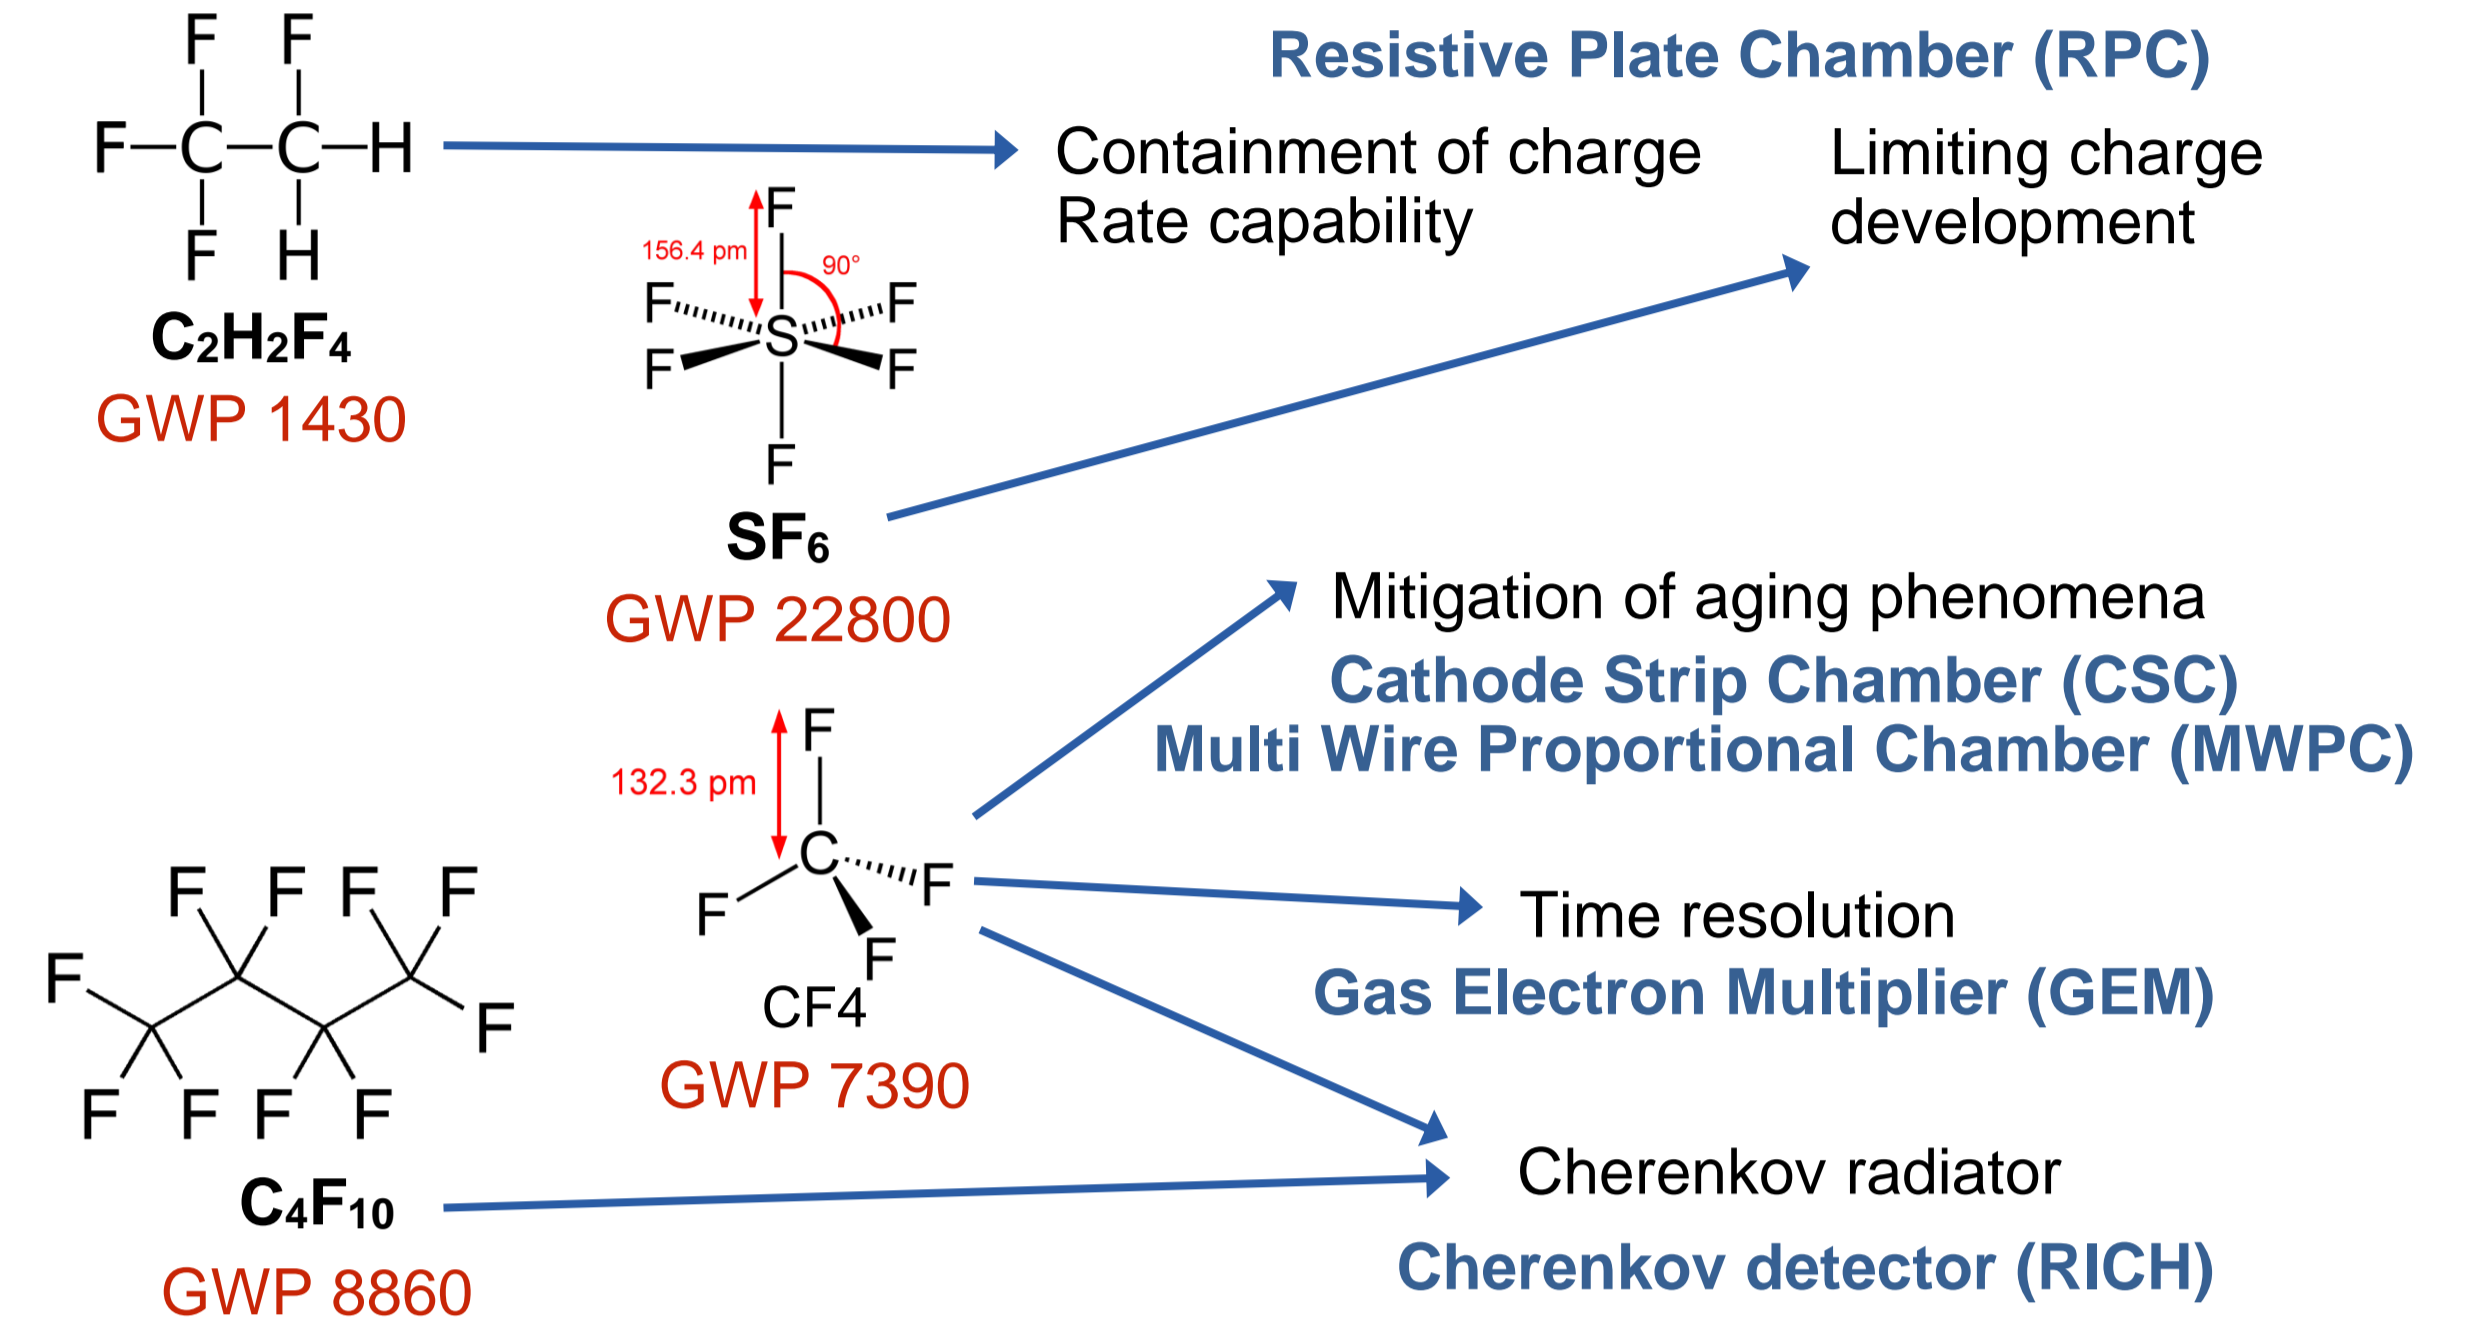 Resistive Plate Chamber (RPC)
F F
F C C H
F H
C₂H₂F₄
GWP 1430
Containment of charge
Rate capability
Limiting charge
development
F
156.4 pm
90°
F F
S
F F
F
SF₆
GWP 22800
Mitigation of aging phenomena
Cathode Strip Chamber (CSC)
Multi Wire Proportional Chamber (MWPC)
F
132.3 pm
C
F F
F
CF4
GWP 7390
Time resolution
Gas Electron Multiplier (GEM)
F F F F
F
F
F F F F
C₄F₁₀
GWP 8860
Cherenkov radiator
Cherenkov detector (RICH)